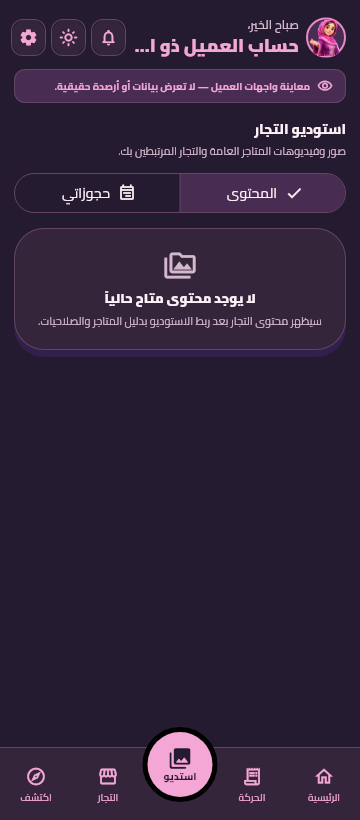 صباح الخير،
حساب العميل ذو ا...
معاينة واجهات العميل — لا تعرض بيانات أو أرصدة حقيقية.
استوديو التجار
صور وفيديوهات المتاجر العامة والتجار المرتبطين بك.
المحتوى
حجوزاتي
لا يوجد محتوى متاح حالياً
سيظهر محتوى التجار بعد ربط الاستوديو بدليل المتاجر والصلاحيات.
الرئيسية
الحركة
استديو
التجار
اكتشف